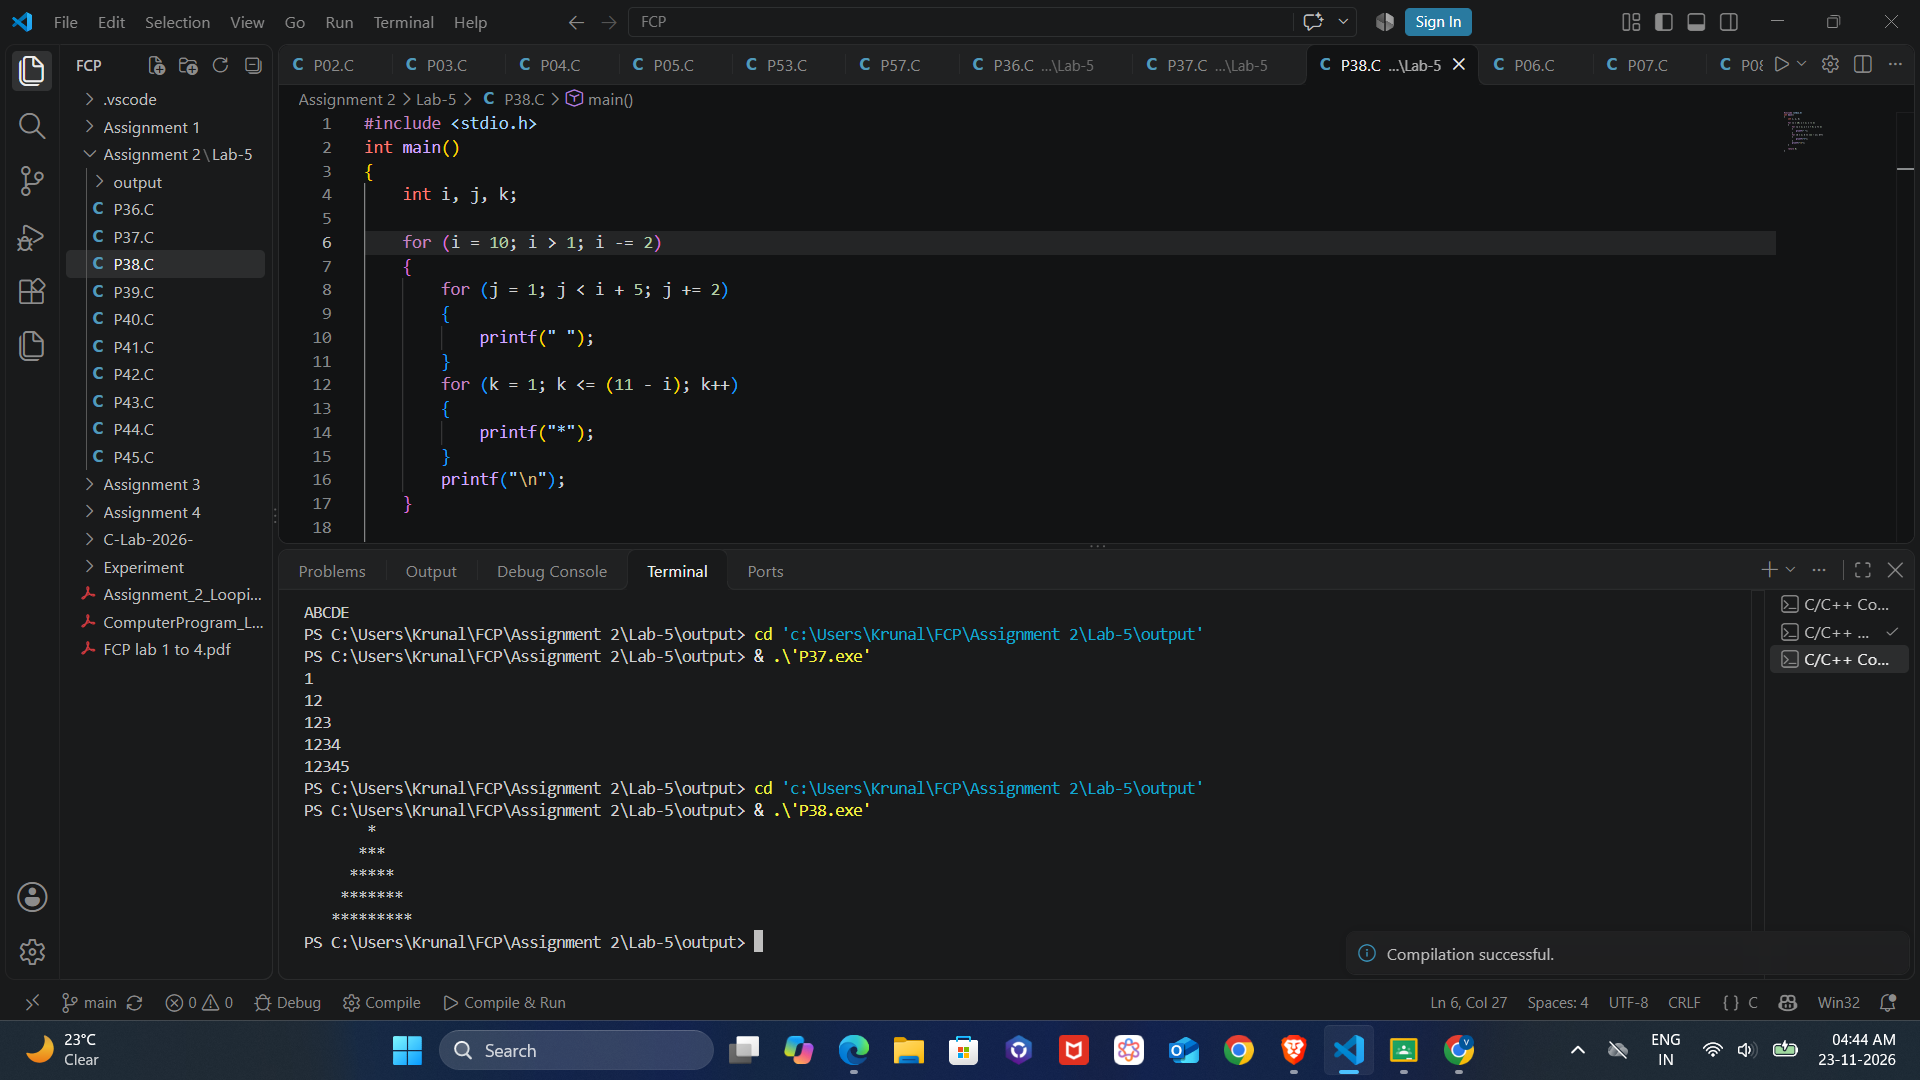 File Edit Selection View Go Run Terminal Help
FCP
Sign In
FCP
P02.C
P03.C
P04.C
P05.C
P53.C
P57.C
P36.C ...\Lab-5
P37.C ...\Lab-5
P38.C ...\Lab-5
P06.C
P07.C
.vscode
Assignment 1
Assignment 2\Lab-5
output
P36.C
P37.C
P38.C
P39.C
P40.C
P41.C
P42.C
P43.C
P44.C
P45.C
Assignment 3
Assignment 4
C-Lab-2026-
Experiment
Assignment_2_Loopi...
ComputerProgram_L...
FCP lab 1 to 4.pdf
Assignment 2 > Lab-5 > C P38.C > main()
1 #include <stdio.h>
2 int main()
3 {
4 int i, j, k;
5
6 for (i = 10; i > 1; i -= 2)
7 {
8 for (j = 1; j < i + 5; j += 2)
9 {
10 printf(" ");
11 }
12 for (k = 1; k <= (11 - i); k++)
13 {
14 printf("*");
15 }
16 printf("\n");
17 }
18
Problems Output Debug Console Terminal Ports
ABCDE
PS C:\Users\Krunal\FCP\Assignment 2\Lab-5\output> cd 'c:\Users\Krunal\FCP\Assignment 2\Lab-5\output'
PS C:\Users\Krunal\FCP\Assignment 2\Lab-5\output> & .\'P37.exe'
1
12
123
1234
12345
PS C:\Users\Krunal\FCP\Assignment 2\Lab-5\output> cd 'c:\Users\Krunal\FCP\Assignment 2\Lab-5\output'
PS C:\Users\Krunal\FCP\Assignment 2\Lab-5\output> & .\'P38.exe'
*
***
*****
*******
*********
PS C:\Users\Krunal\FCP\Assignment 2\Lab-5\output>
C/C++ Co...
C/C++ ...
C/C++ Co...
Compilation successful.
main 0 0 Debug Compile Compile & Run
Ln 6, Col 27 Spaces: 4 UTF-8 CRLF {} C Win32
23°C
Clear
Search
ENG
IN
04:44 AM
23-11-2026